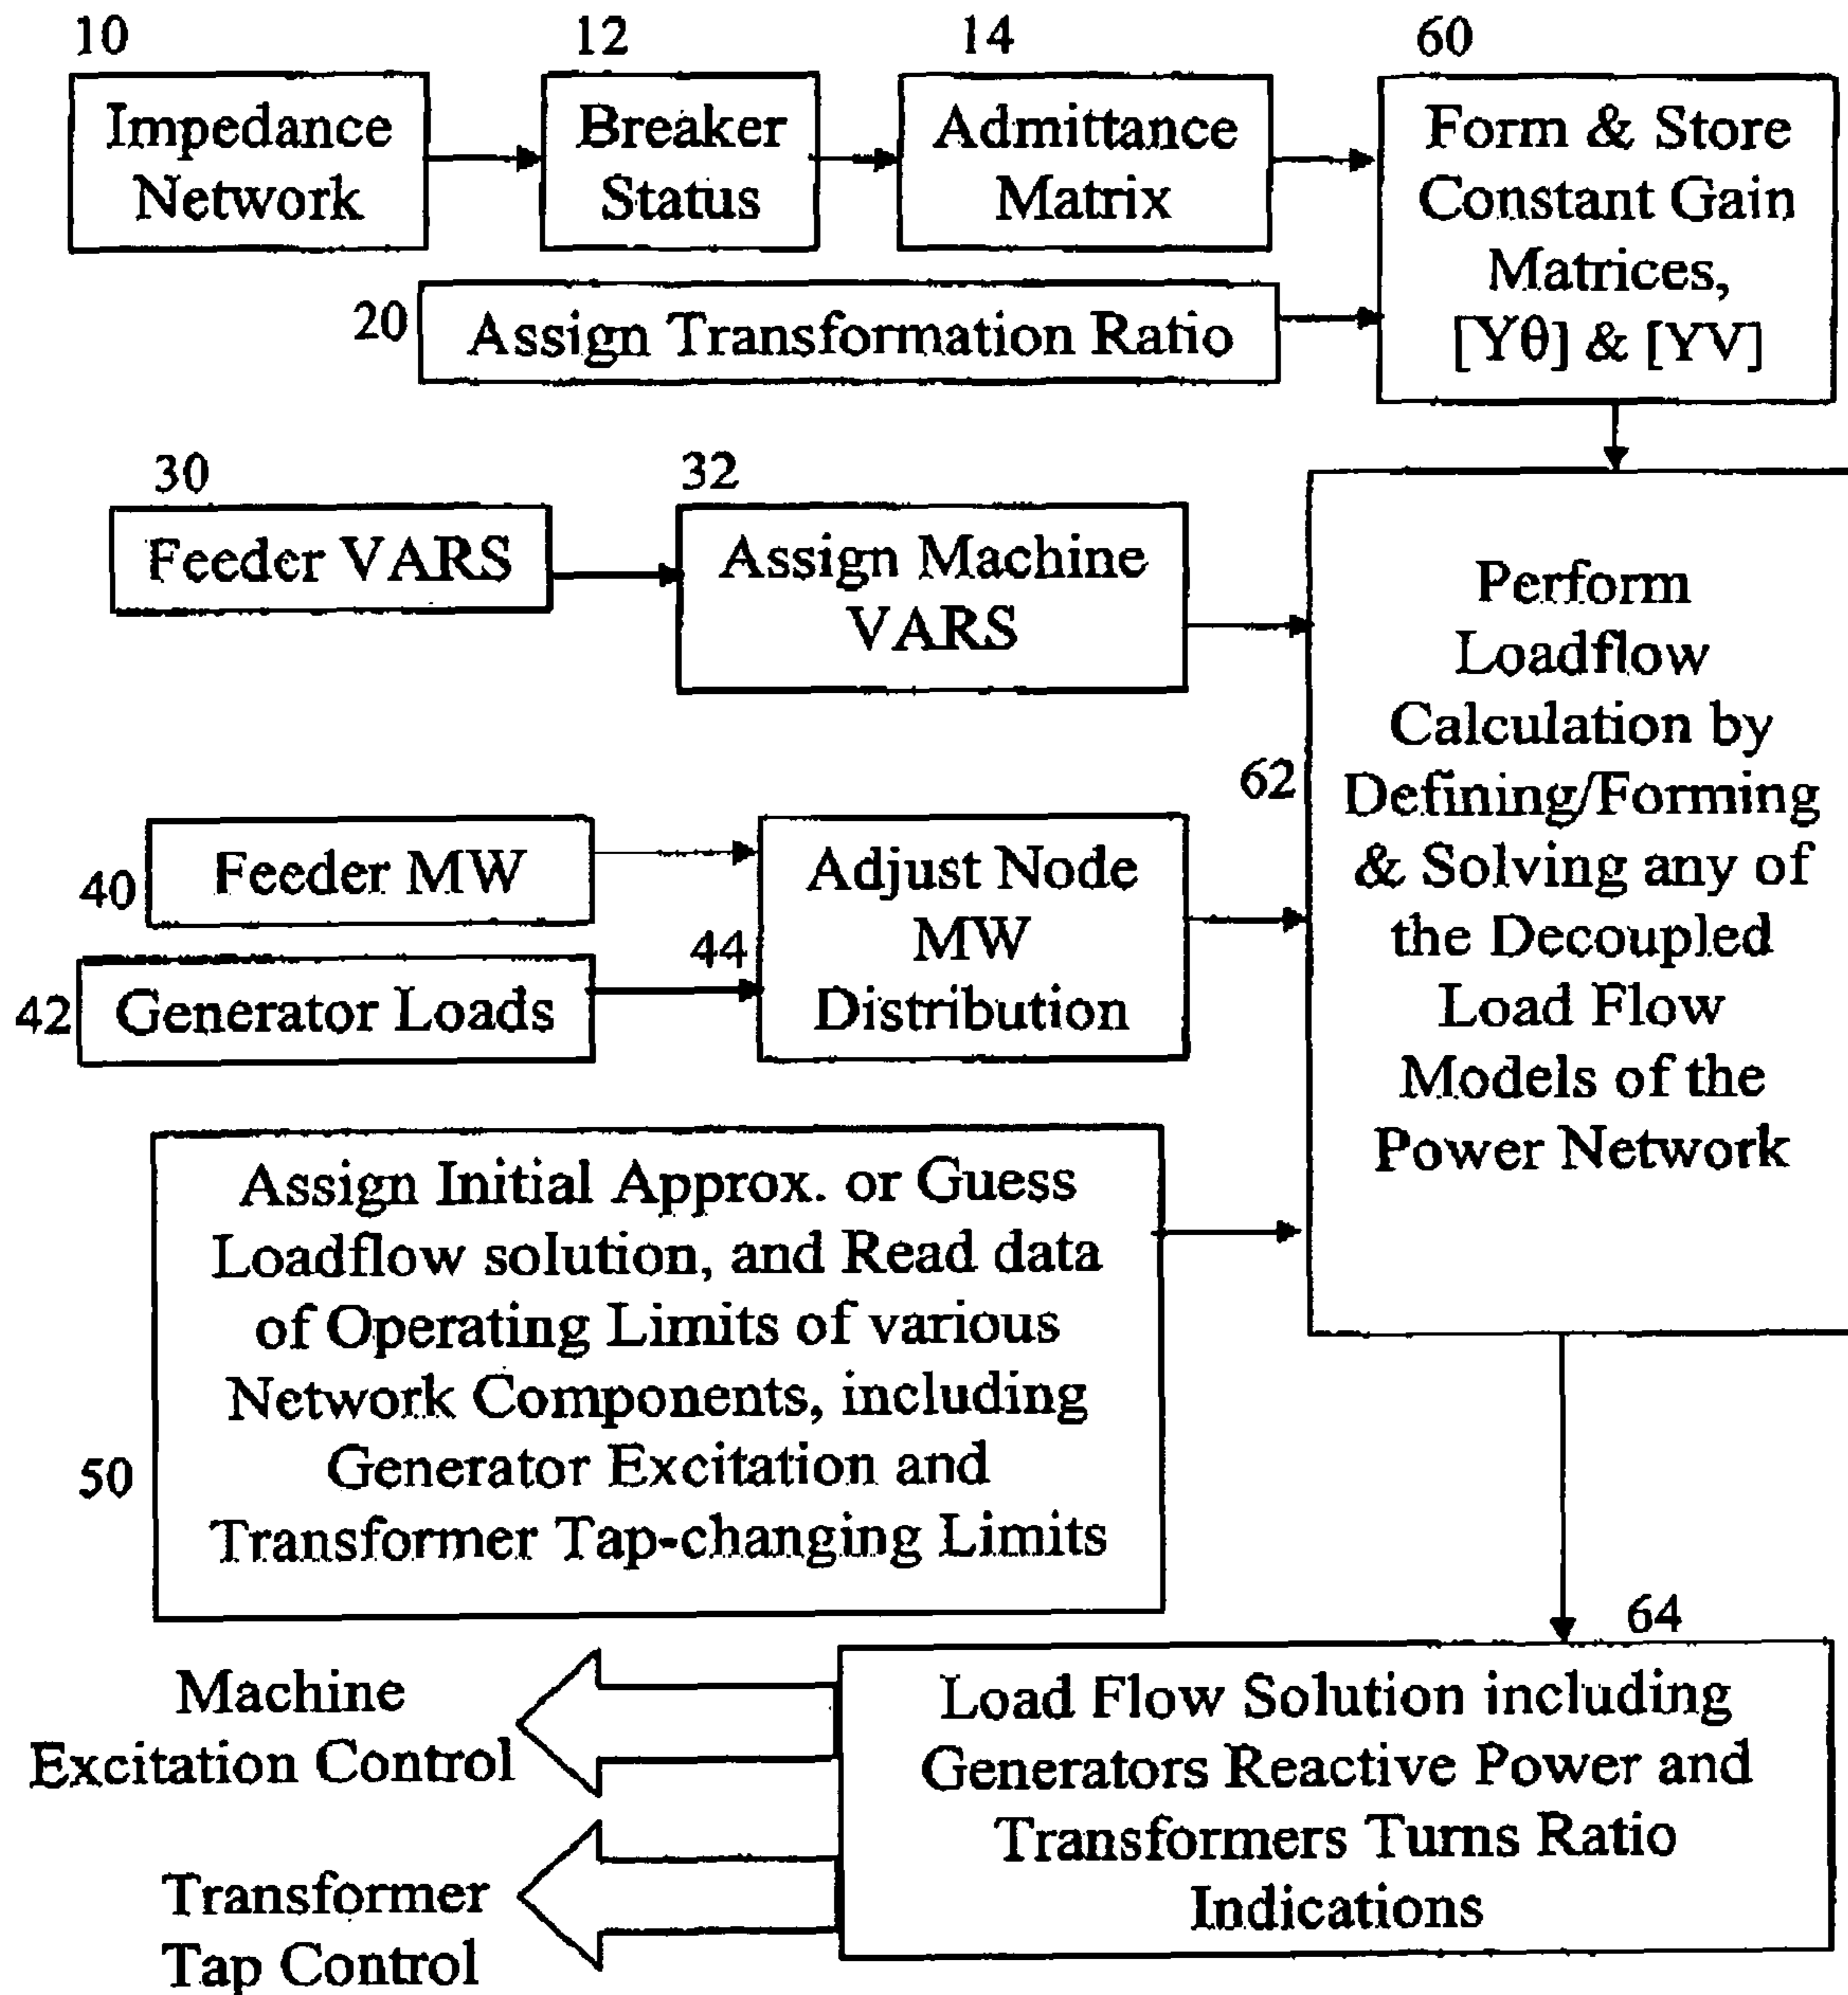 10
Impedance
Network
12
Breaker
Status
14
Admittance
Matrix
60
Form & Store
Constant Gain
Matrices,
[Yθ] & [YV]
20
Assign Transformation Ratio
30
Feeder VARS
32
Assign Machine
VARS
62
Perform
Loadflow
Calculation by
Defining/Forming
& Solving any of
the Decoupled
Load Flow
Models of the
Power Network
40
Feeder MW
42
Generator Loads
44
Adjust Node
MW
Distribution
50
Assign Initial Approx. or Guess
Loadflow solution, and Read data
of Operating Limits of various
Network Components, including
Generator Excitation and
Transformer Tap-changing Limits
64
Load Flow Solution including
Generators Reactive Power and
Transformers Turns Ratio
Indications
Machine
Excitation Control
Transformer
Tap Control